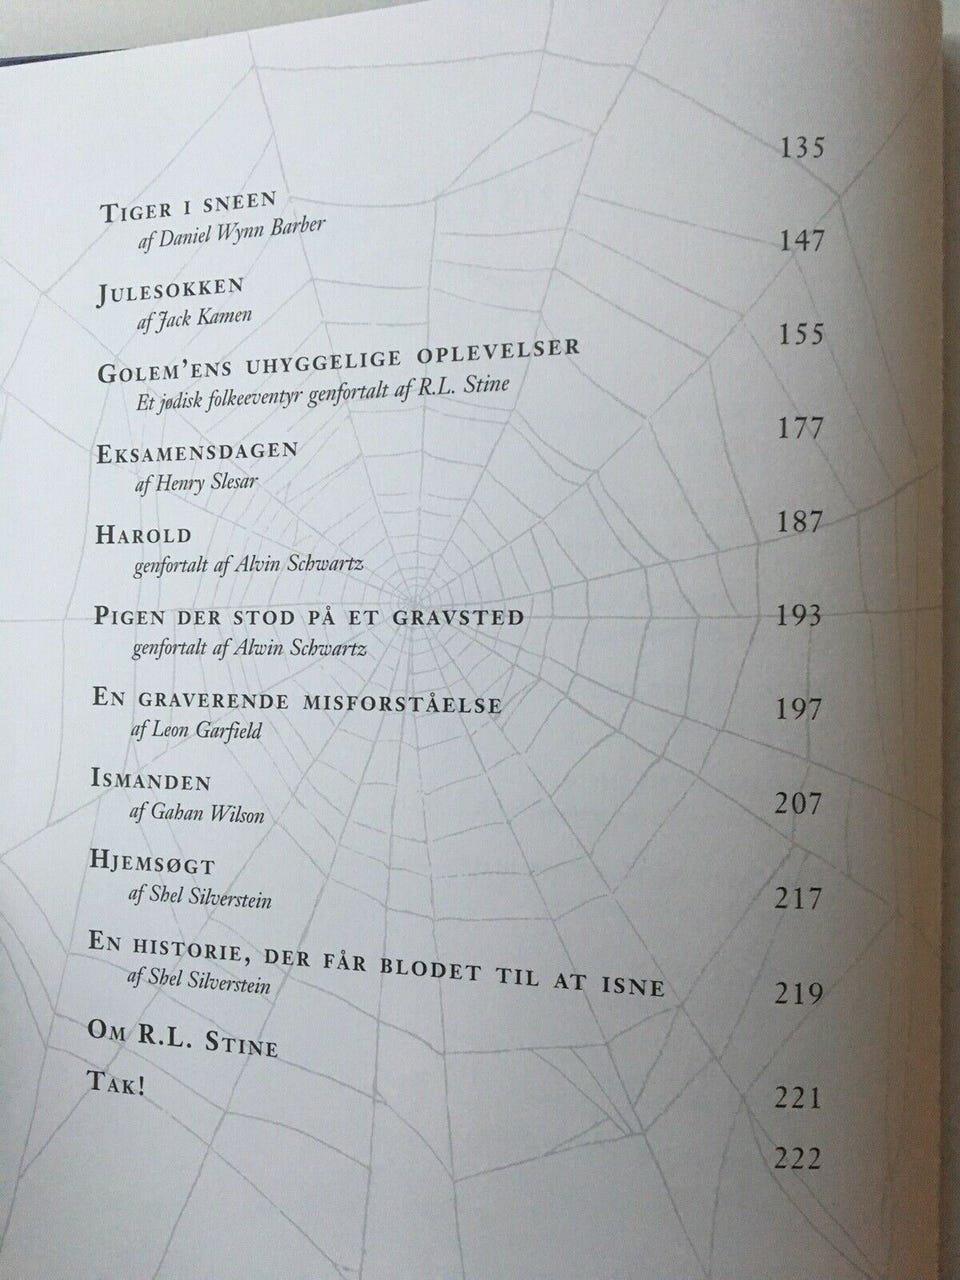 Tiger i sneen 135
af Daniel Wynn Barber
Julesokken 147
af Jack Kamen
Golem'ens uhyggelige oplevelser 155
Et jødisk folkeeventyr genfortalt af R.L. Stine
Eksamensdagen 177
af Henry Slesar
Harold 187
genfortalt af Alvin Schwartz
Pigen der stod på et gravsted 193
genfortalt af Alwin Schwartz
En graverende misforståelse 197
af Leon Garfield
Ismanden 207
af Gahan Wilson
Hjemsøgt 217
af Shel Silverstein
En historie, der får blodet til at isne 219
af Shel Silverstein
Om R.L. Stine 221
Tak! 222